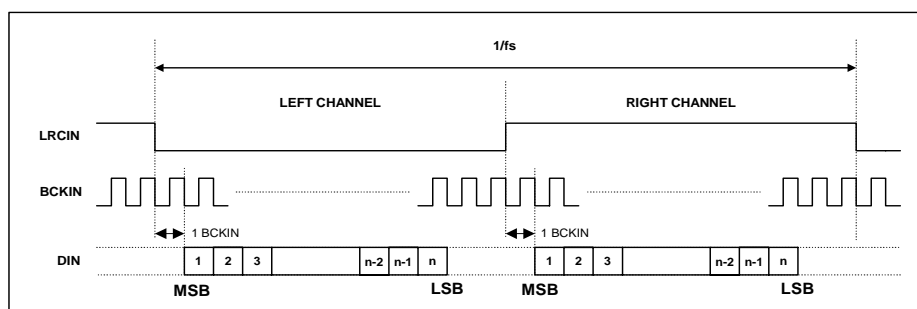 1/fs
LEFT CHANNEL RIGHT CHANNEL
LRCIN
BCKIN
1 BCKIN 1 BCKIN
DIN 1 2 3 n-2 n-1 n 1 2 3 n-2 n-1 n
MSB LSB MSB LSB